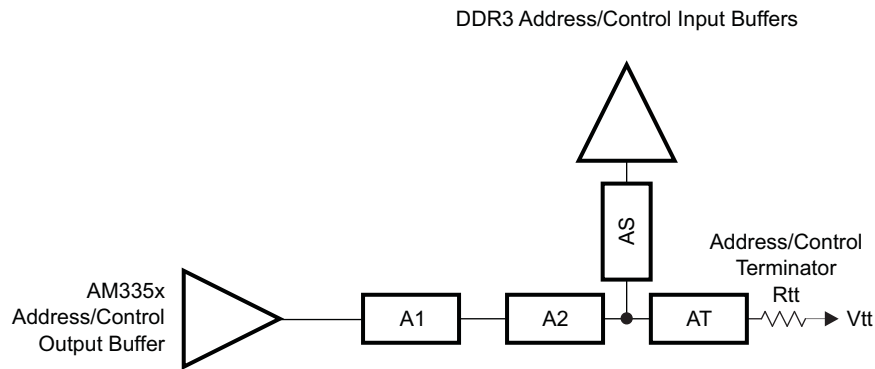 DDR3 Address/Control Input Buffers
AS
Address/Control
Terminator
Rtt
AM335x
Address/Control
Output Buffer
A1
A2
AT
Vtt